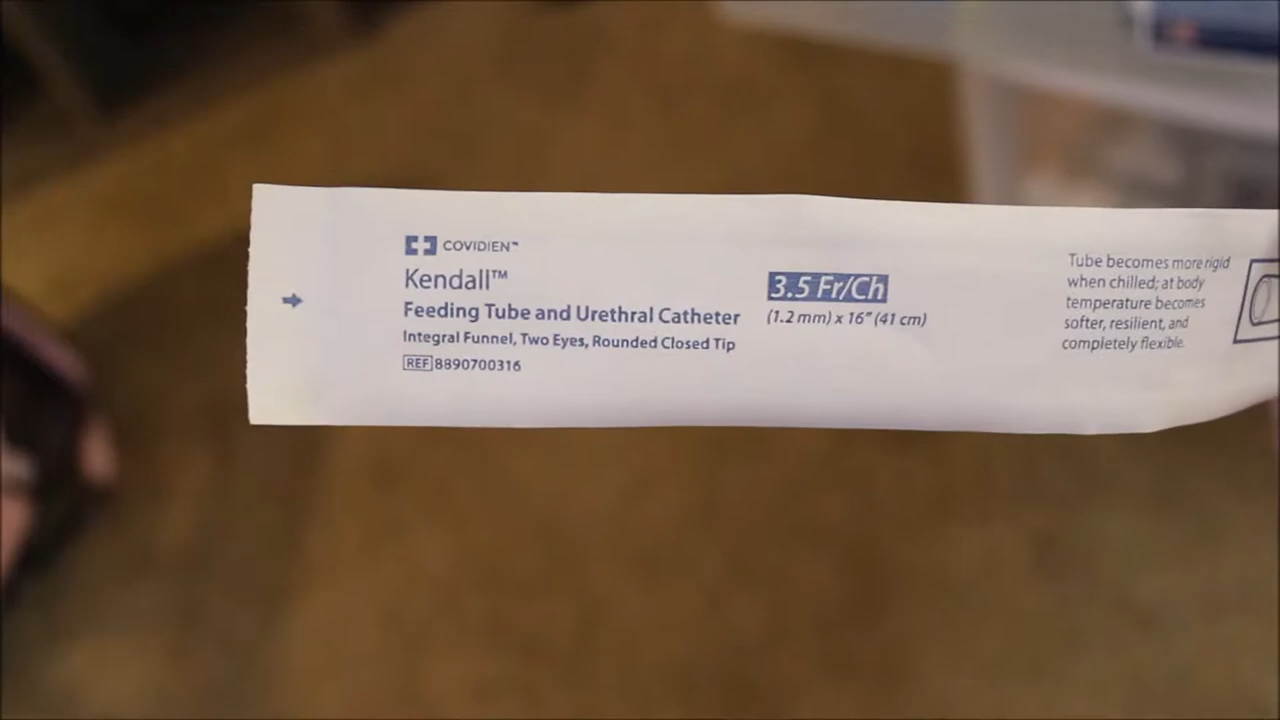 COVIDIEN™
Kendall™
Feeding Tube and Urethral Catheter
Integral Funnel, Two Eyes, Rounded Closed Tip
REF 8890700316
3.5 Fr/Ch
(1.2 mm) x 16" (41 cm)
Tube becomes more rigid
when chilled; at body
temperature becomes
softer, resilient, and
completely flexible.